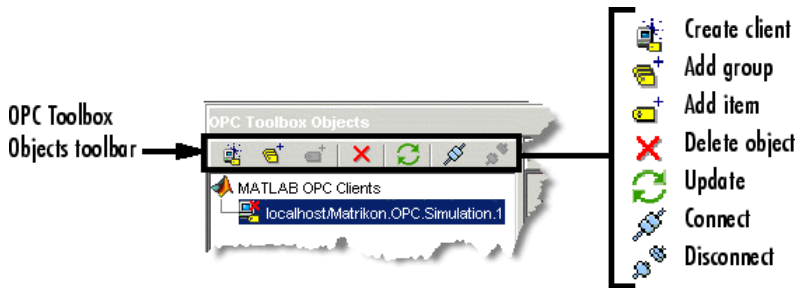 OPC Toolbox
Objects toolbar
OPC Toolbox Objects
MATLAB OPC Clients
localhost/Matrikon.OPC.Simulation.1
Create client
Add group
Add item
Delete object
Update
Connect
Disconnect